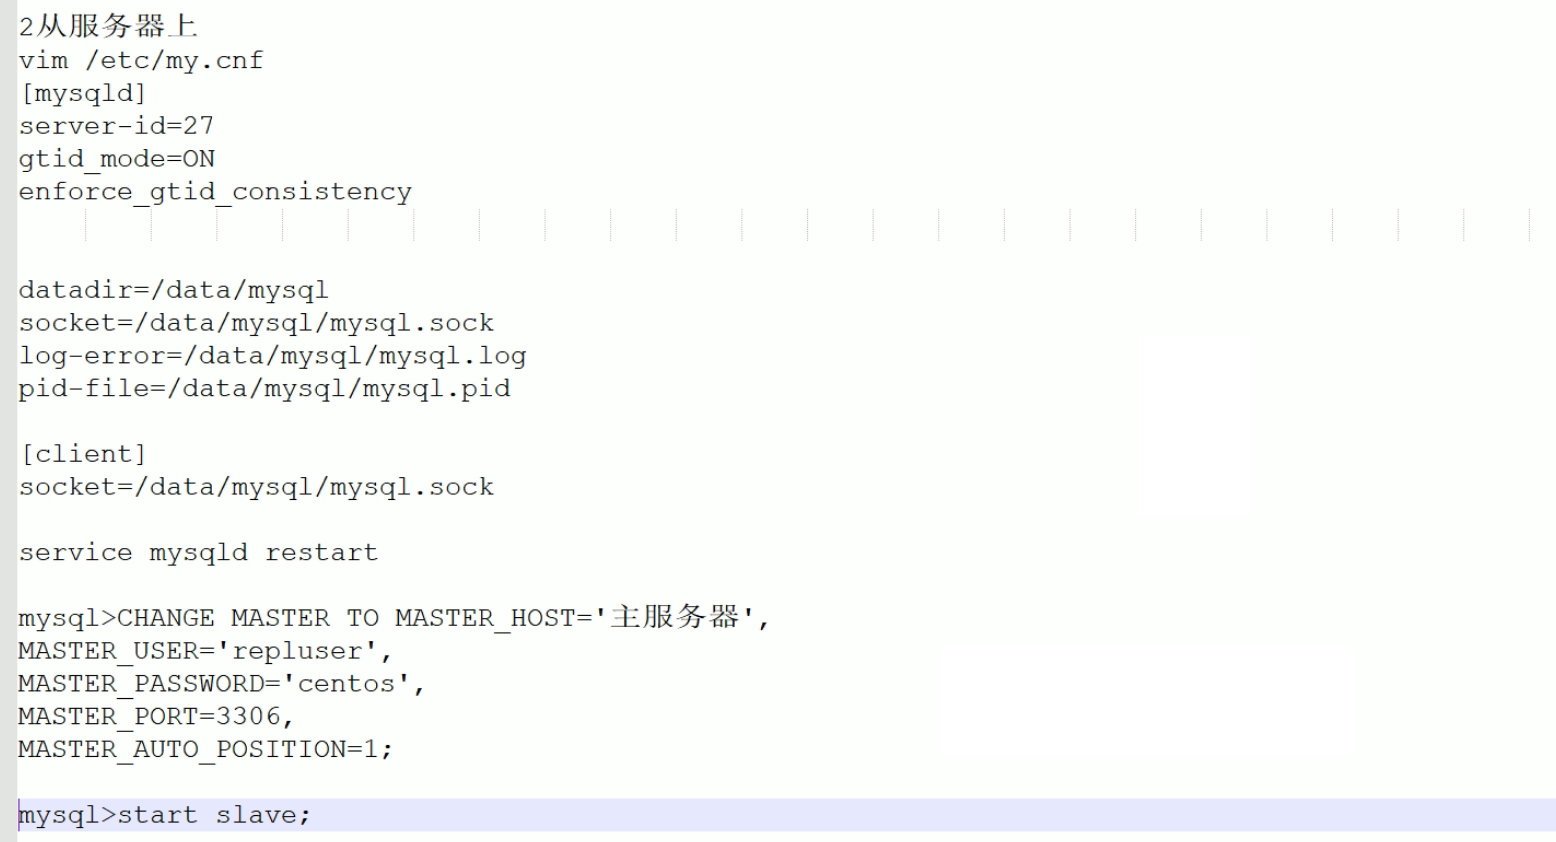 2从服务器上
vim /etc/my.cnf
[mysqld]
server-id=27
gtid_mode=ON
enforce_gtid_consistency
datadir=/data/mysql
socket=/data/mysql/mysql.sock
log-error=/data/mysql/mysql.log
pid-file=/data/mysql/mysql.pid
[client]
socket=/data/mysql/mysql.sock
service mysqld restart
mysql>CHANGE MASTER TO MASTER_HOST='主服务器',
MASTER_USER='repluser',
MASTER_PASSWORD='centos',
MASTER_PORT=3306,
MASTER_AUTO_POSITION=1;
mysql>start slave;